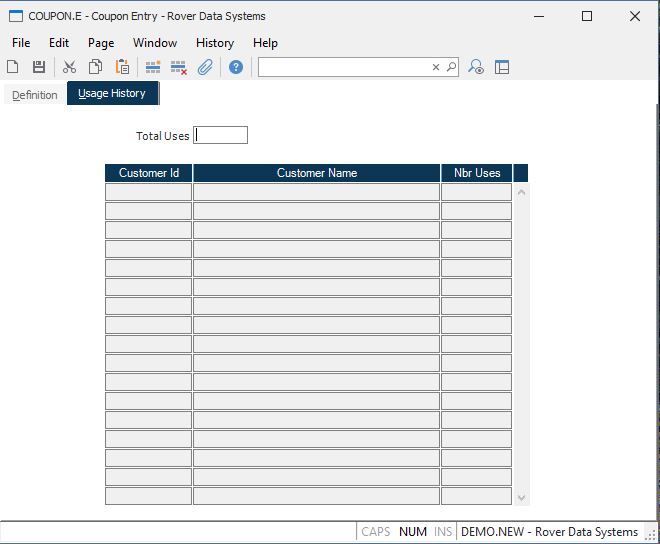 COUPON.E - Coupon Entry - Rover Data Systems
File Edit Page Window History Help
Definition Usage History
Total Uses
Customer Id Customer Name Nbr Uses
CAPS NUM INS DEMO.NEW - Rover Data Systems